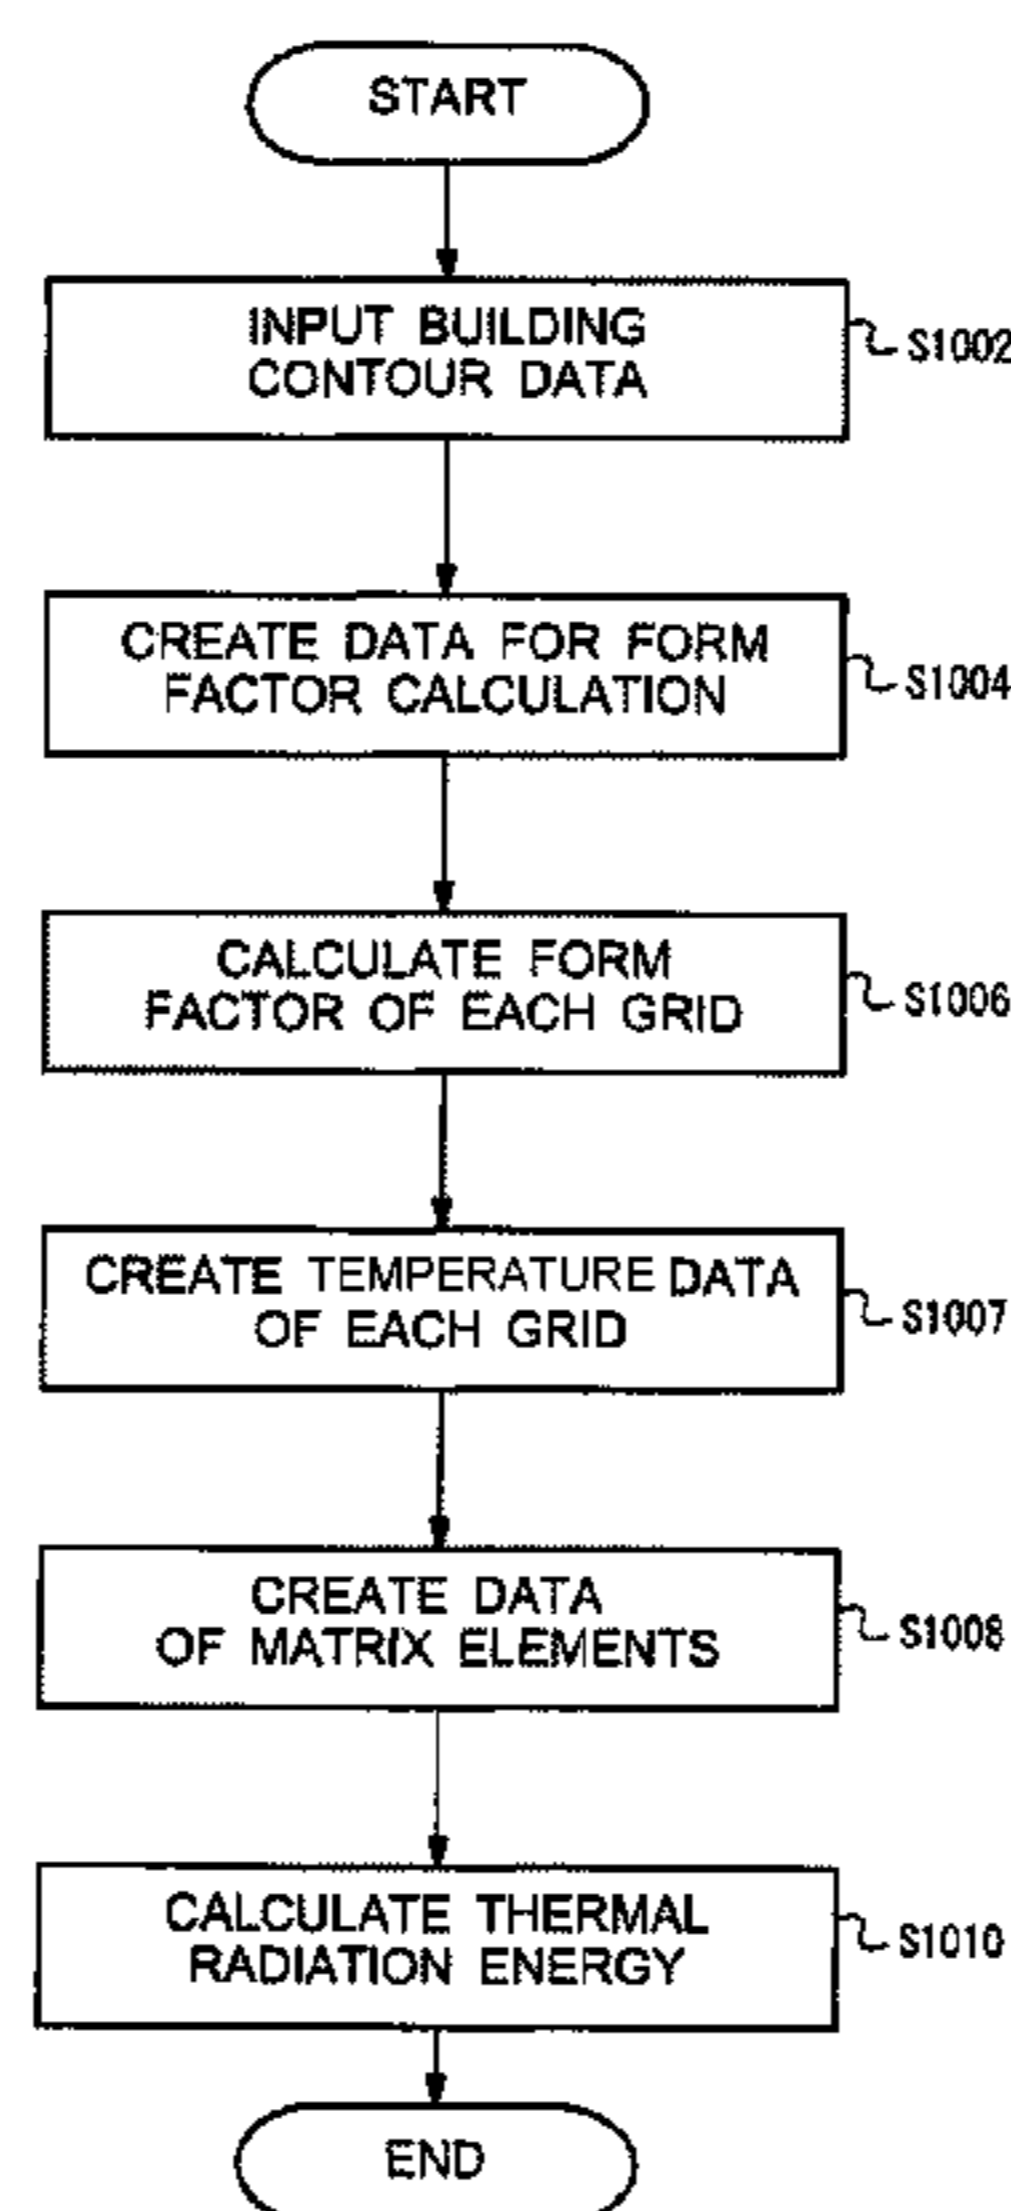 START
INPUT BUILDING
CONTOUR DATA
S1002
CREATE DATA FOR FORM
FACTOR CALCULATION
S1004
CALCULATE FORM
FACTOR OF EACH GRID
S1006
CREATE TEMPERATURE DATA
OF EACH GRID
S1007
CREATE DATA
OF MATRIX ELEMENTS
S1008
CALCULATE THERMAL
RADIATION ENERGY
S1010
END